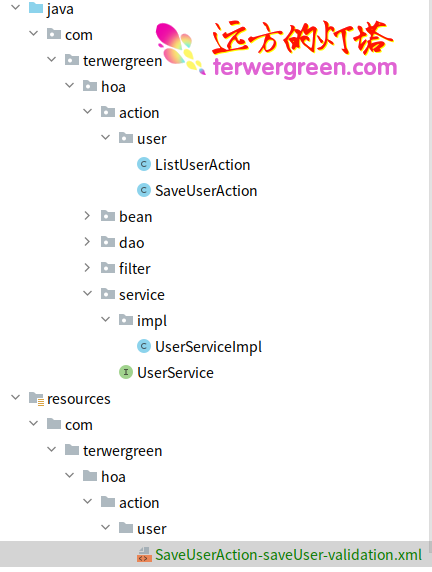 java
com
远方的灯塔
terwergreen
terwergreen.com
hoa
action
user
ListUserAction
SaveUserAction
bean
dao
filter
service
impl
UserServiceImpl
UserService
resources
com
terwergreen
hoa
action
user
SaveUserAction-saveUser-validation.xml